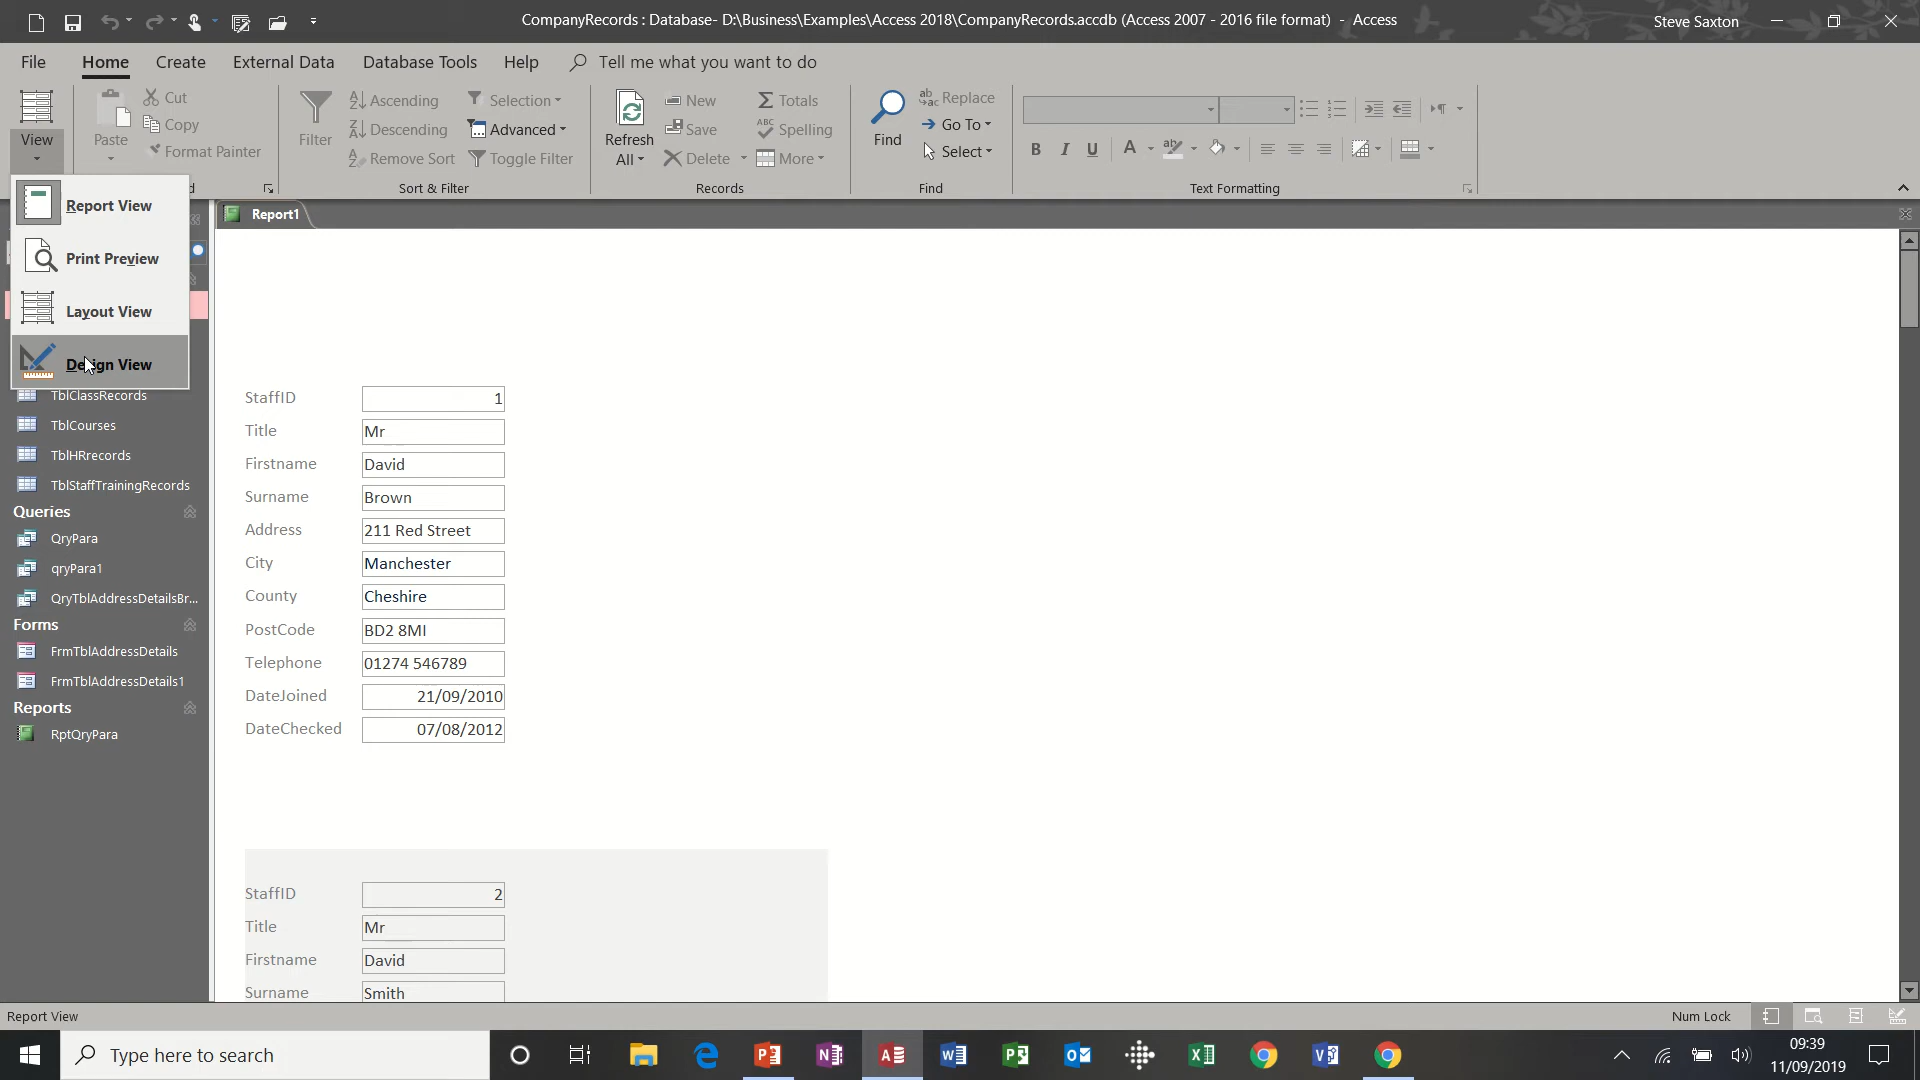 CompanyRecords : Database- D:\Business\Examples\Access 2018\CompanyRecords.accdb (Access 2007 - 2016 file format) - Access
Steve Saxton
File Home Create External Data Database Tools Help Tell me what you want to do
View
Paste
Cut
Copy
Format Painter
Filter
Ascending
Descending
Remove Sort
Selection
Advanced
Toggle Filter
Sort & Filter
Refresh
All
New
Save
Delete
Totals
Spelling
More
Records
Find
Replace
Go To
Select
Find
B I U
Text Formatting
Report View
Print Preview
Layout View
Design View
TblClassRecords
TblCourses
TblHRrecords
TblStaffTrainingRecords
Queries
QryPara
qryPara1
QryTblAddressDetailsBr...
Forms
FrmTblAddressDetails
FrmTblAddressDetails1
Reports
RptQryPara
Report1
StaffID 1
Title Mr
Firstname David
Surname Brown
Address 211 Red Street
City Manchester
County Cheshire
PostCode BD2 8MI
Telephone 01274 546789
DateJoined 21/09/2010
DateChecked 07/08/2012
StaffID 2
Title Mr
Firstname David
Surname Smith
Report View
Num Lock
Type here to search
09:39
11/09/2019